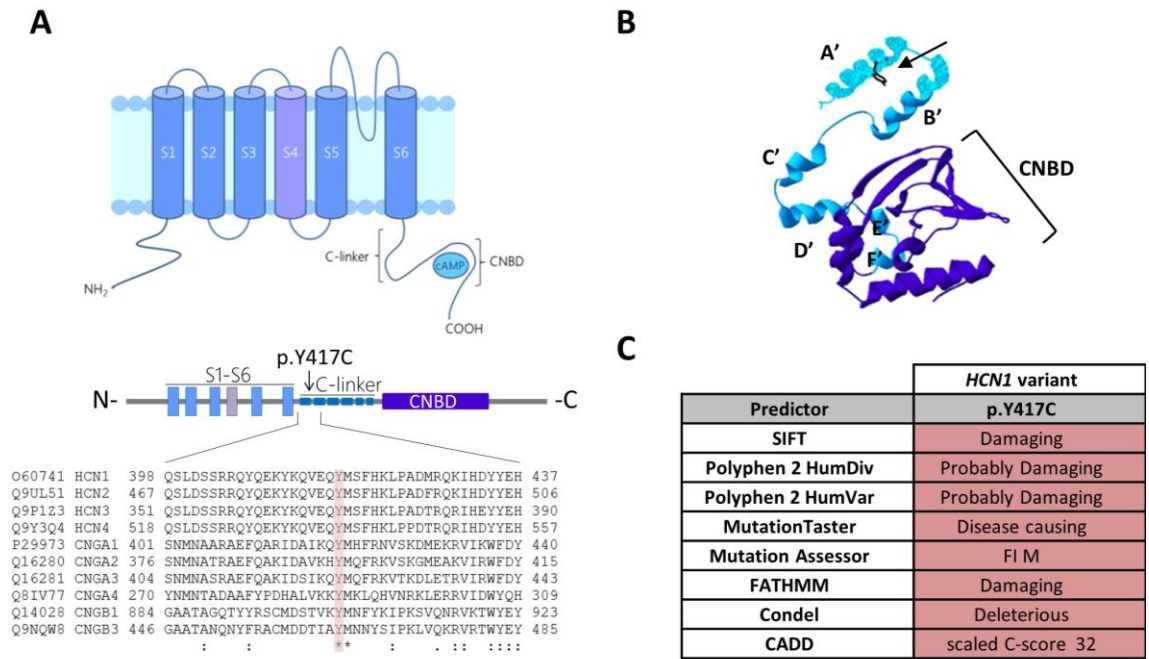 A
S1 S2 S3 S4 S5 S6
C-linker
cAMP
CNBD
NH2
COOH
p.Y417C
S1-S6
C-linker
N-
CNBD
-C
O60741 HCN1 398 QSLDSSRRQYQEKYKQVEQYMSFHKLPADMRQKIHDYYEH 437
Q9UL51 HCN2 467 QSLDSSRRQYQEKYKQVEQYMSFHKLPADFRQKIHDYYEH 506
Q9P1Z3 HCN3 351 QSLDSSRRQYQEKYKQVEQYMSFHKLPADTRQRIHEYYEH 390
Q9Y3Q4 HCN4 518 QSLDSSRRQYQEKYKQVEQYMSFHKLPPDTRQRIHDYYEH 557
P29973 CNGA1 401 SNMNAARAEFQARIDAIKQYMHFRNVSKDMEKRVIKWFDY 440
Q16280 CNGA2 376 SNMNATRAEFQAKIDAVKHYMQFRKVSKGMEAKVIRWFDY 415
Q16281 CNGA3 404 SNMNASRAEFQAKIDSIKQYMQFRKVTKDLETRVIRWFDY 443
Q8IV77 CNGA4 270 YNMNTADAAFYPDHALVKKYMKLQHVNRKLERRVIDWYQH 309
Q14028 CNGB1 884 GAATAGQTYYRSCMDSTVKYMNFYKIPKSVQNRVKTWYEY 923
Q9NQW8 CNGB3 446 GAATANQNYFRACMDDTIAYMNNYSIPKLVQKRVRTWYEY 485
: : ** : . :: ::::
B
A'
B'
C'
CNBD
D'
E'
F'
C
HCN1 variant
Predictor p.Y417C
SIFT Damaging
Polyphen 2 HumDiv Probably Damaging
Polyphen 2 HumVar Probably Damaging
MutationTaster Disease causing
Mutation Assessor FI M
FATHMM Damaging
Condel Deleterious
CADD scaled C-score 32